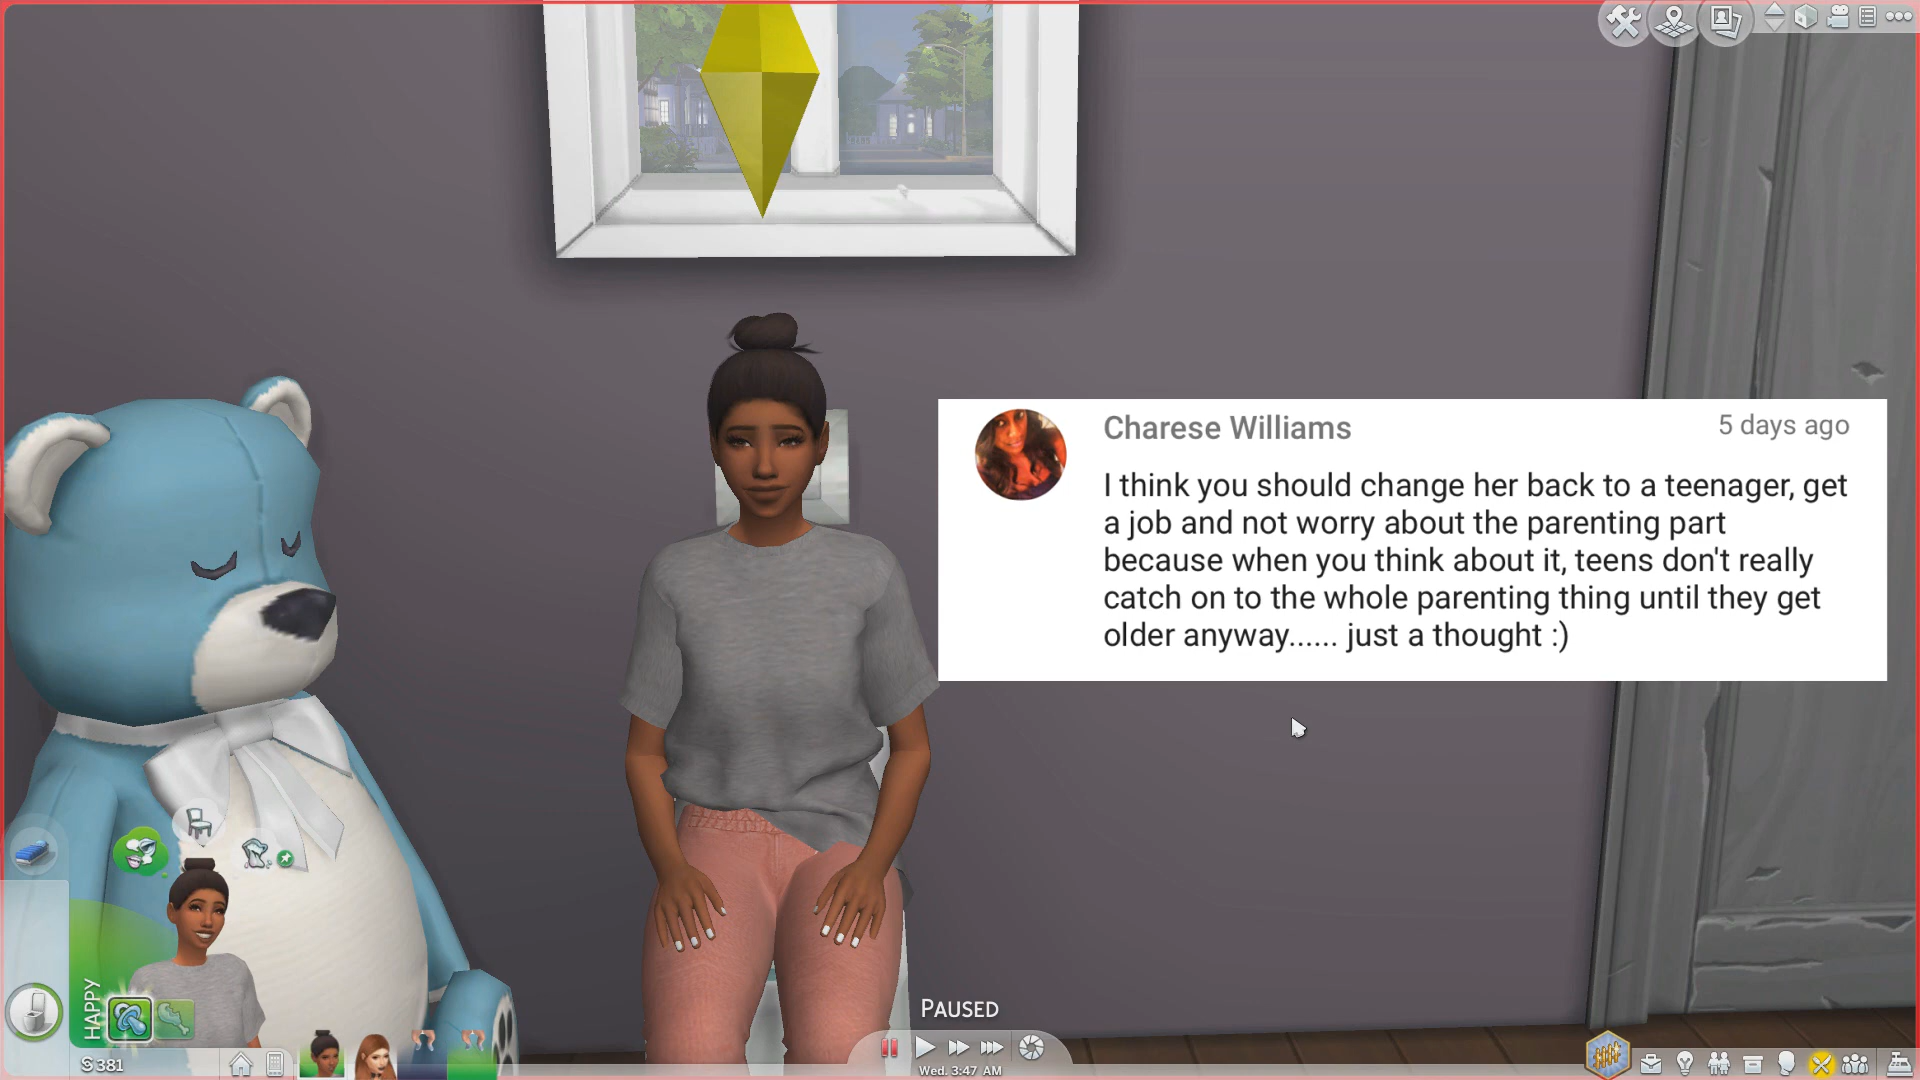 Charese Williams
5 days ago
I think you should change her back to a teenager, get
a job and not worry about the parenting part
because when you think about it, teens don't really
catch on to the whole parenting thing until they get
older anyway...... just a thought :)
HAPPY
PAUSED
§381
Wed. 3:47 AM